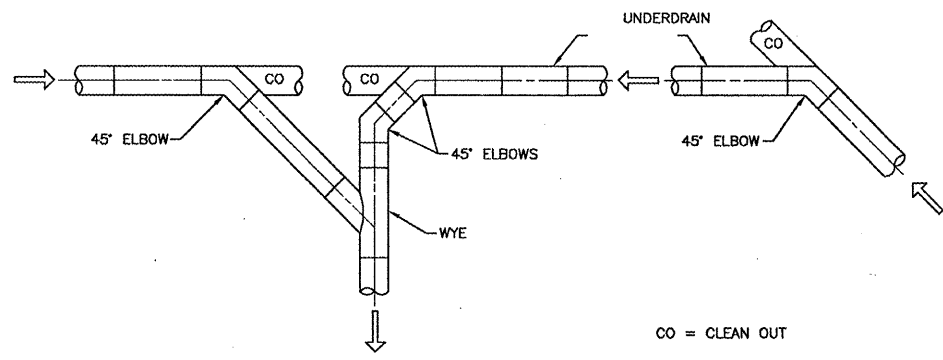 UNDERDRAIN
CO
CO
CO
45° ELBOW
45° ELBOWS
45° ELBOW
WYE
CO = CLEAN OUT